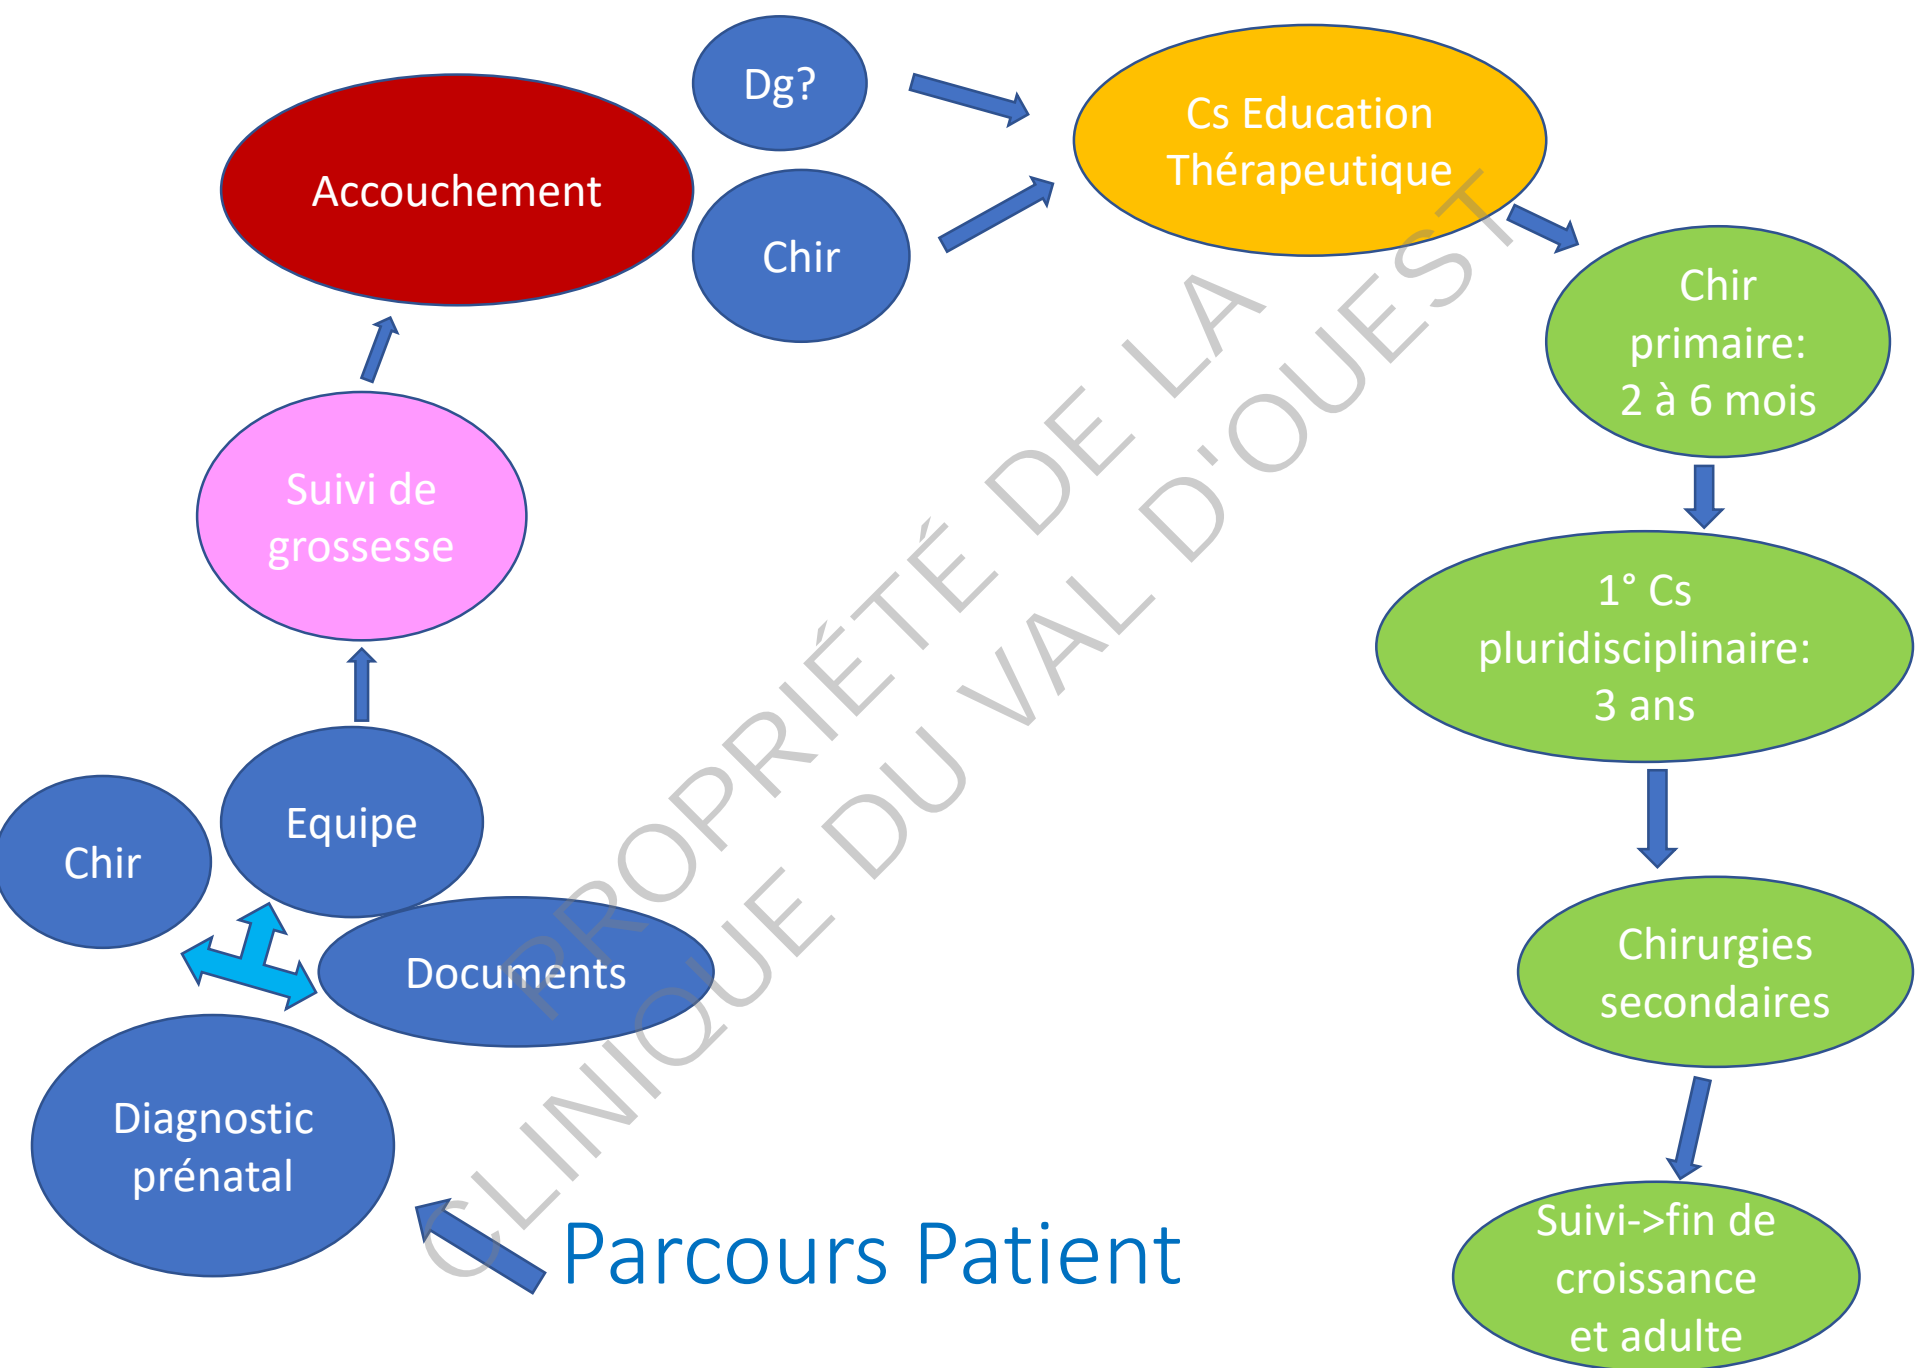 Dg?
Cs Education
Thérapeutique
Accouchement
Chir
Chir
primaire:
2 à 6 mois
Suivi de
grossesse
1° Cs
pluridisciplinaire:
3 ans
Equipe
Chir
Documents
Chirurgies
secondaires
Diagnostic
prénatal
Parcours Patient
Suivi->fin de
croissance
et adulte
PROPRIÉTÉ DE LA
CLINIQUE DU VAL D'OUEST